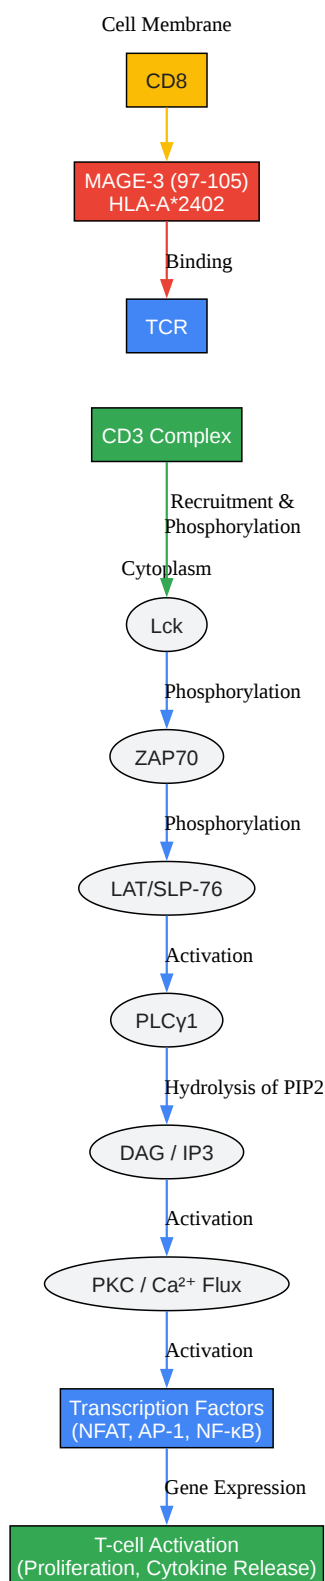 Cell Membrane
CD8
MAGE-3 (97-105)
HLA-A*2402
Binding
TCR
CD3 Complex
Recruitment &
Phosphorylation
Cytoplasm
Lck
Phosphorylation
ZAP70
Phosphorylation
LAT/SLP-76
Activation
PLCγ1
Hydrolysis of PIP2
DAG / IP3
Activation
PKC / Ca²⁺ Flux
Activation
Transcription Factors
(NFAT, AP-1, NF-κB)
Gene Expression
T-cell Activation
(Proliferation, Cytokine Release)